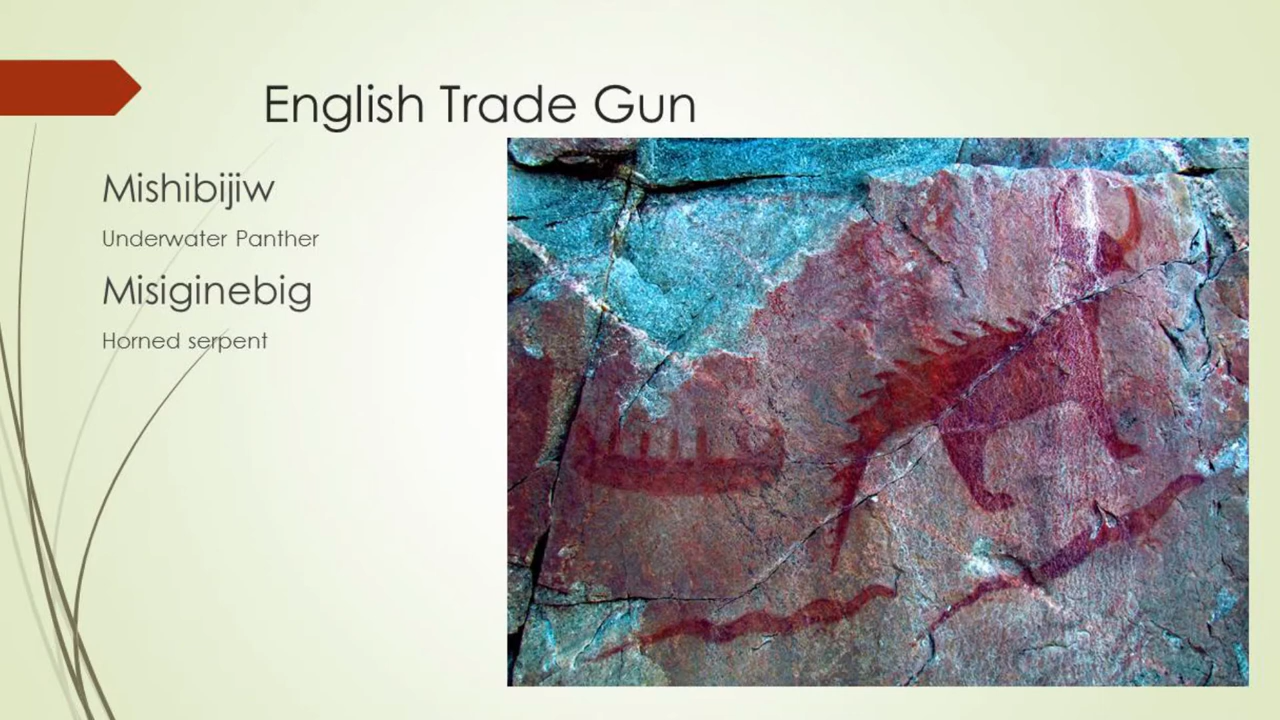 English Trade Gun
Mishibijiw
Underwater Panther
Misiginebig
Horned serpent